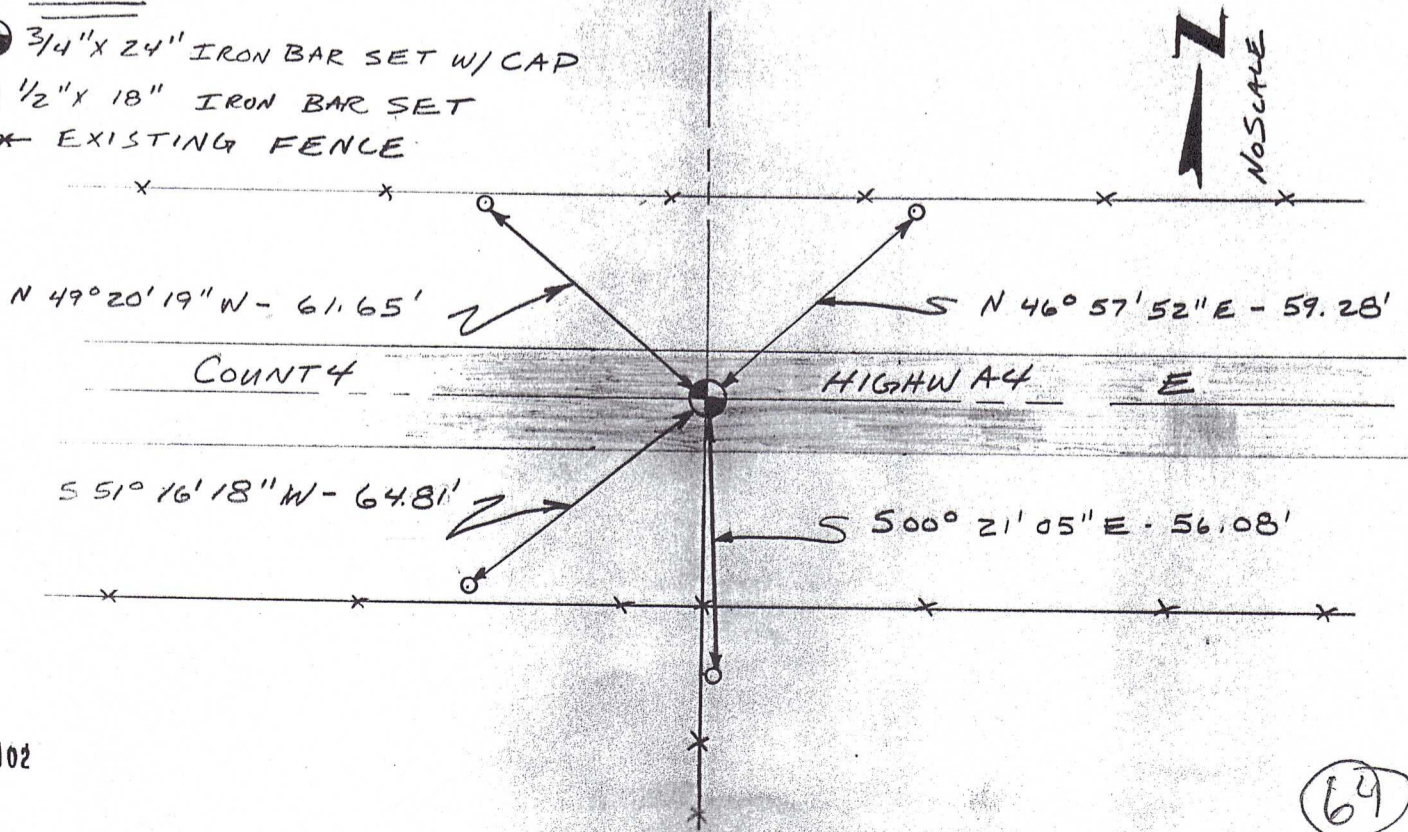 3/4" X 24" IRON BAR SET W/ CAP
1/2" X 18" IRON BAR SET
EXISTING FENCE
N
NO SCALE
N 49° 20' 19" W - 61.65'
N 46° 57' 52" E - 59.28'
COUNTY HIGHWAY E
S 51° 16' 18" W - 64.81'
S 00° 21' 05" E - 56.08'
102
64